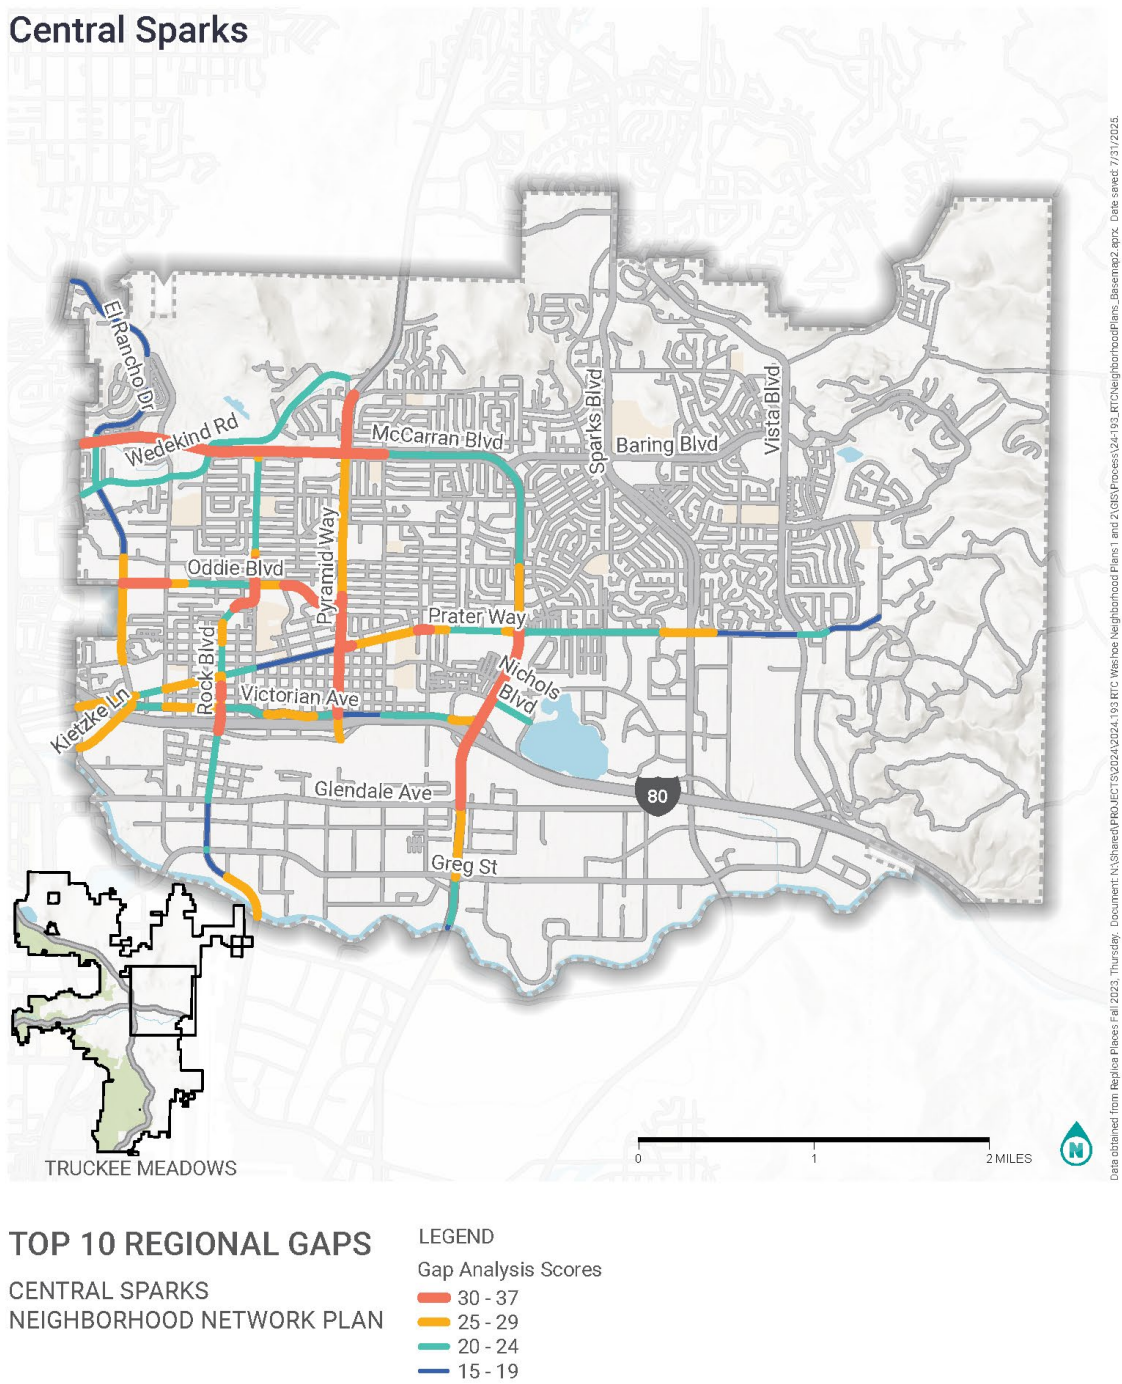 Central Sparks
El Rancho Dr
Wedekind Rd
McCarran Blvd
Sparks Blvd
Baring Blvd
Vista Blvd
Pyramid Way
Oddie Blvd
Prater Way
Rock Blvd
Nichols
Blvd
Victorian Ave
Kietzke Ln
Glendale Ave
80
Greg St
TRUCKEE MEADOWS
0 1 2 MILES
N
Data obtained from Replica Places Fall 2023, Thursday. Document: N:\Shared\PROJECTS\2024\2024.193 RTC Washoe Neighborhood Plans 1 and 2\GIS\Process\24-193_RTCNeighborhoodPlans_Basemap2.aprx. Date saved: 7/31/2025.
TOP 10 REGIONAL GAPS
CENTRAL SPARKS
NEIGHBORHOOD NETWORK PLAN
LEGEND
Gap Analysis Scores
30 - 37
25 - 29
20 - 24
15 - 19